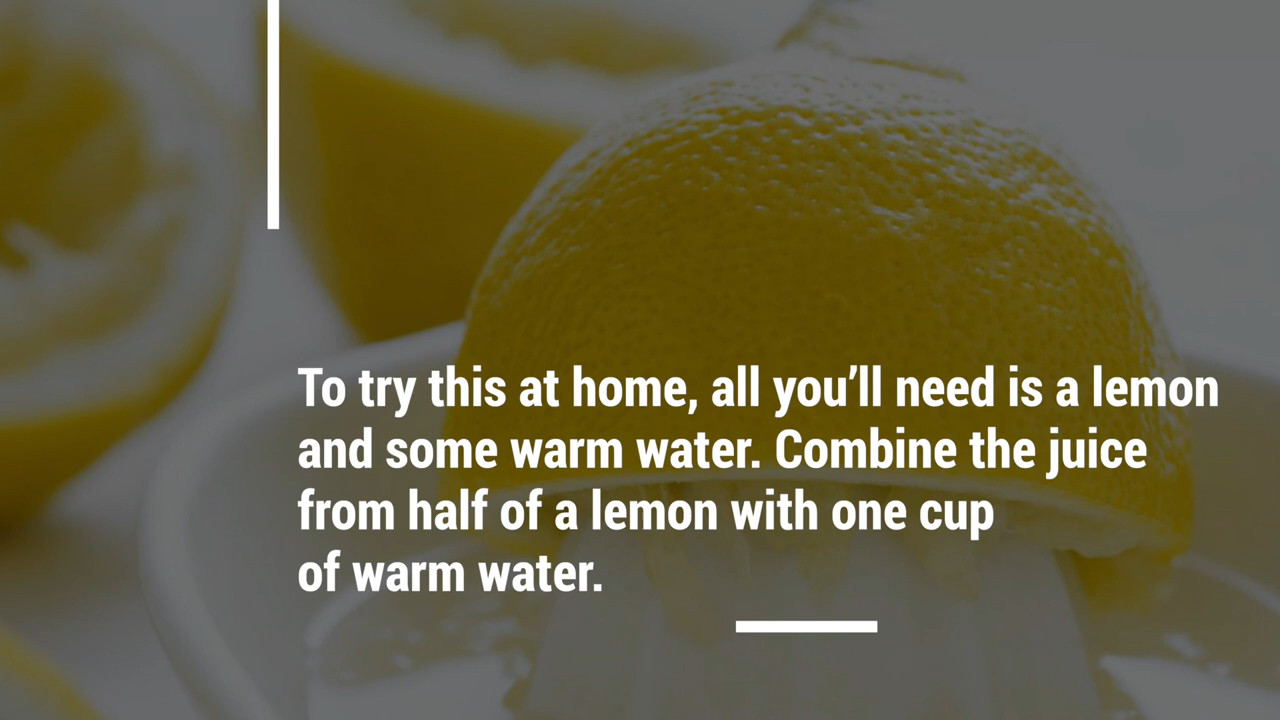 To try this at home, all you’ll need is a lemon
and some warm water. Combine the juice
from half of a lemon with one cup
of warm water.